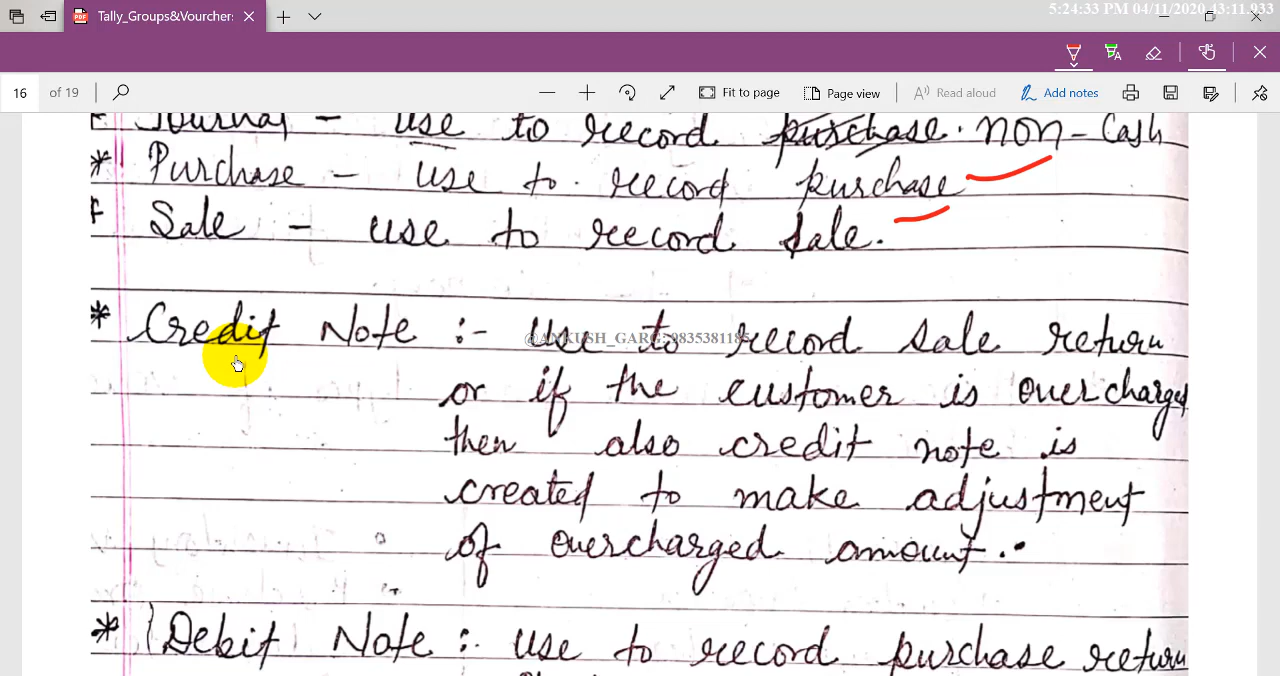 5:24:33 PM 04/11/2020 43:11.933
Tally_Groups&Vourcher:
16 of 19 Fit to page Page view Read aloud Add notes
* Journal – use to record purchase. non – Cash
* Purchase – use to record purchase
* Sale – use to record sale.
* Credit Note :- use to record sale return
@ANKUSH_GARG: 9835381185
or if the customer is overcharged
then also credit note is
created to make adjustment
of overcharged amount.
* Debit Note :- use to record purchase return